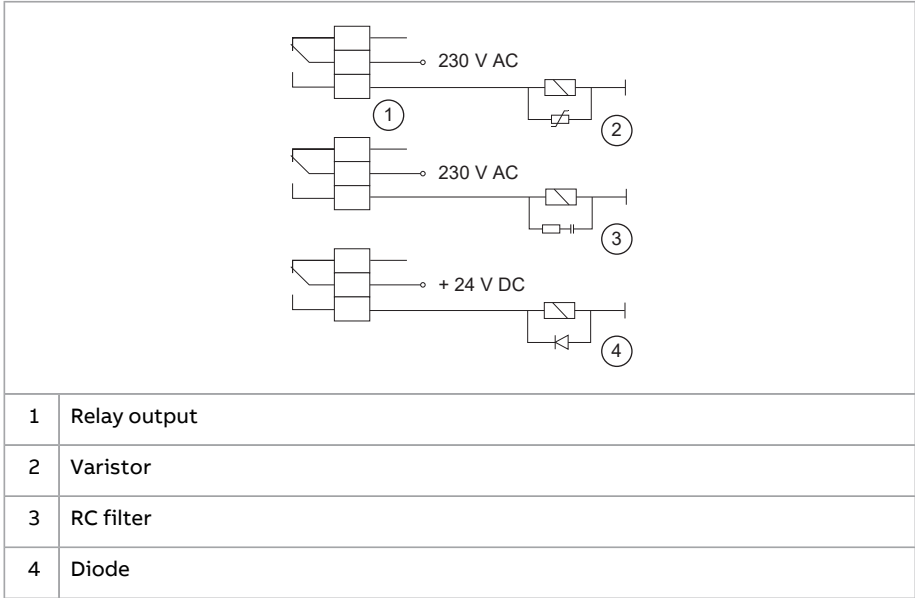 230 V AC
1
2
230 V AC
3
+ 24 V DC
4
1 Relay output
2 Varistor
3 RC filter
4 Diode